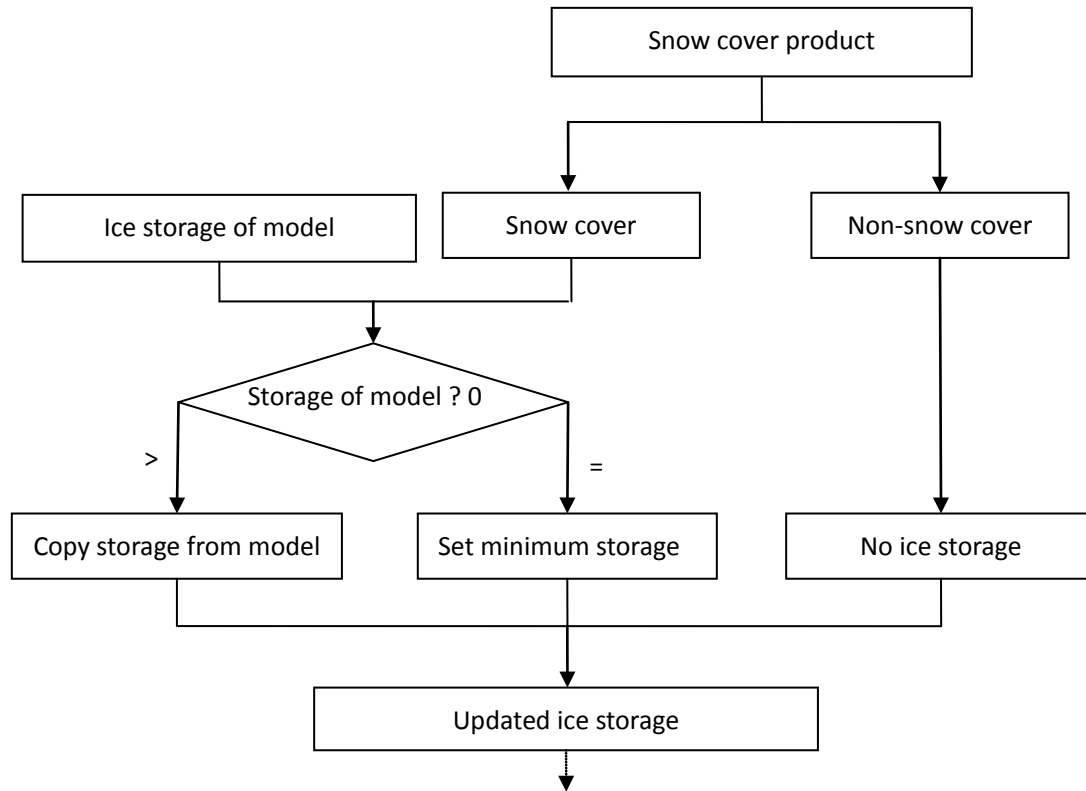 Snow cover product
Ice storage of model
Snow cover
Non-snow cover
Storage of model ? 0
>
=
Copy storage from model
Set minimum storage
No ice storage
Updated ice storage